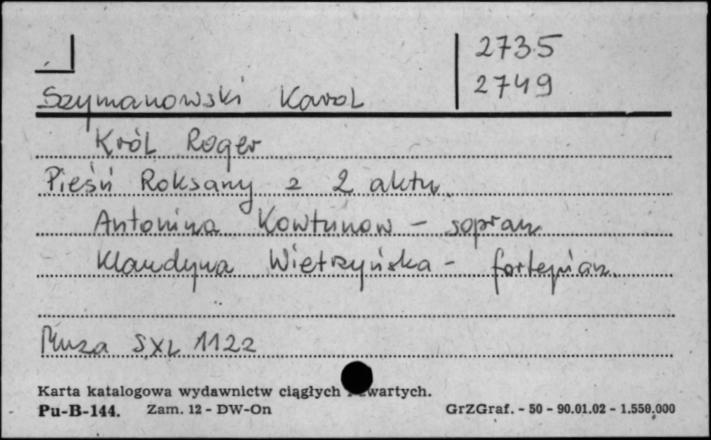 2735
2749
Szymanowski Karol
Król Roger
Pieśń Roksany z 2 aktu
Antonina Kowtunow - sopran
Klaudyna Wietrzyńska - fortepian
Muza SXL 1122
Karta katalogowa wydawnictw ciągłych zwartych.
Pu-B-144. Zam. 12 - DW-On GrZGraf. - 50 - 90.01.02 - 1.550.000